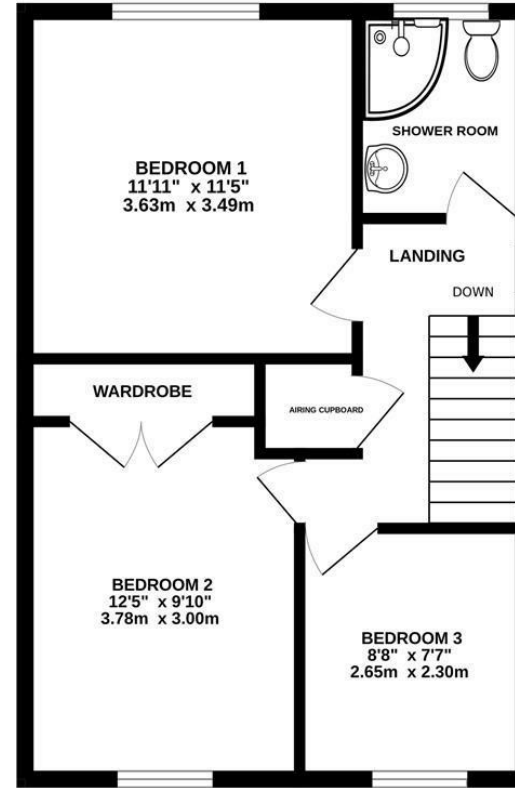 BEDROOM 1
11'11" x 11'5"
3.63m x 3.49m
SHOWER ROOM
LANDING
DOWN
WARDROBE
AIRING CUPBOARD
BEDROOM 2
12'5" x 9'10"
3.78m x 3.00m
BEDROOM 3
8'8" x 7'7"
2.65m x 2.30m